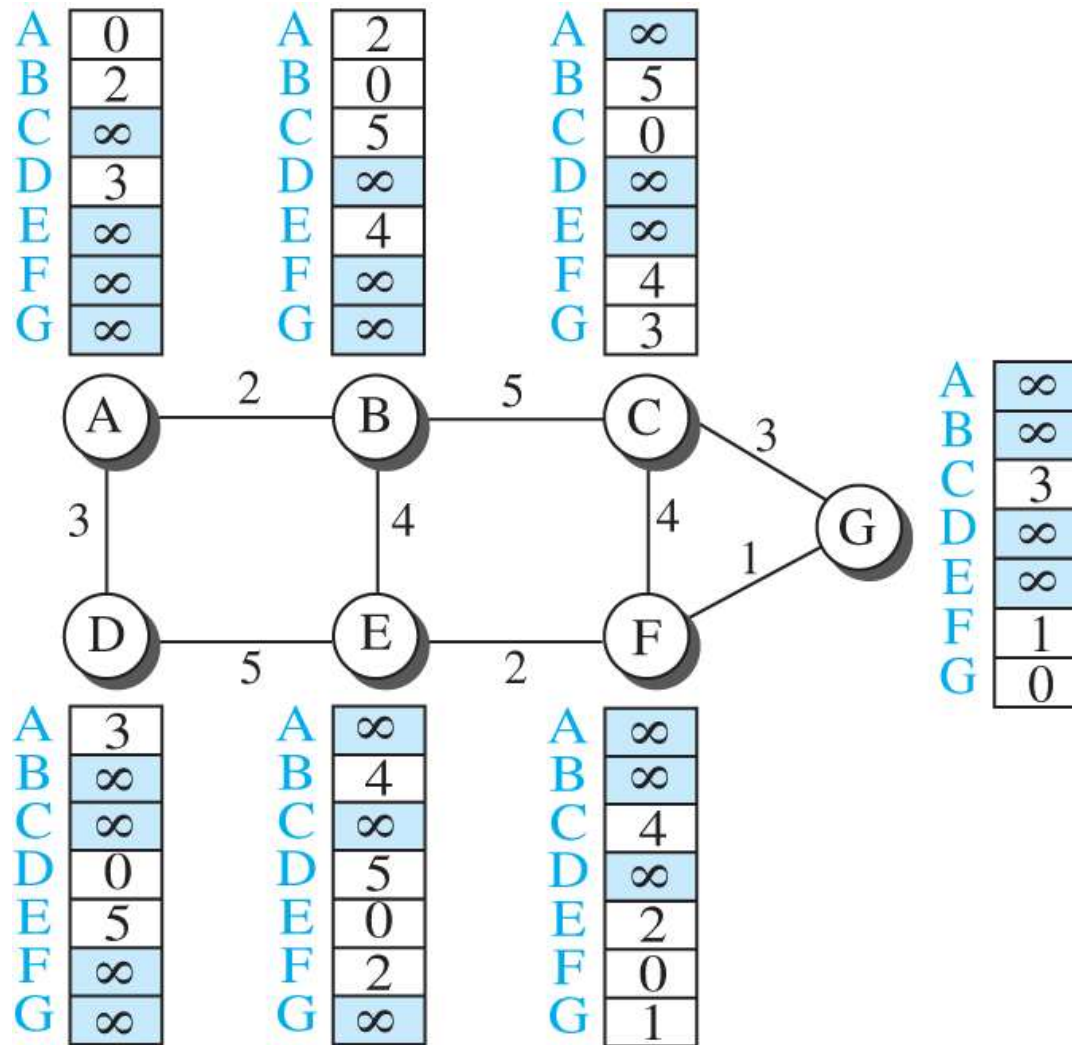 A 0
B 2
C ∞
D 3
E ∞
F ∞
G ∞
A 2
B 0
C 5
D ∞
E 4
F ∞
G ∞
A ∞
B 5
C 0
D ∞
E ∞
F 4
G 3
A 2 B 5 C
3
3 4 4 G
1
D 5 E 2 F
A ∞
B ∞
C 3
D ∞
E ∞
F 1
G 0
A 3
B ∞
C ∞
D 0
E 5
F ∞
G ∞
A ∞
B 4
C ∞
D 5
E 0
F 2
G ∞
A ∞
B ∞
C 4
D ∞
E 2
F 0
G 1